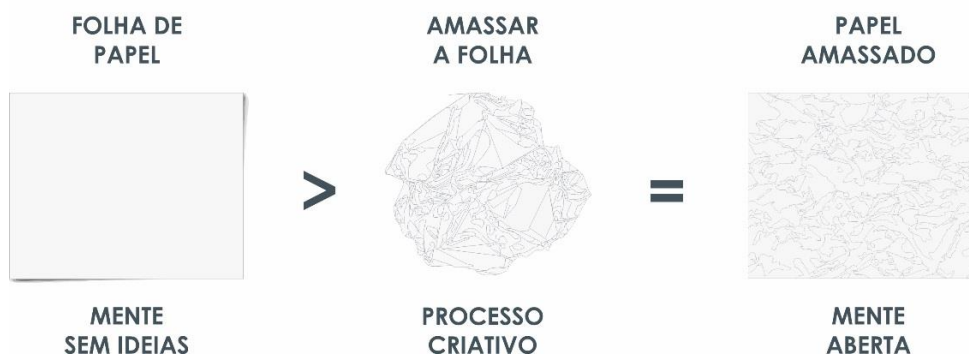 FOLHA DE
PAPEL
>
AMASSAR
A FOLHA
=
PAPEL
AMASSADO
MENTE
SEM IDEIAS
PROCESSO
CRIATIVO
MENTE
ABERTA